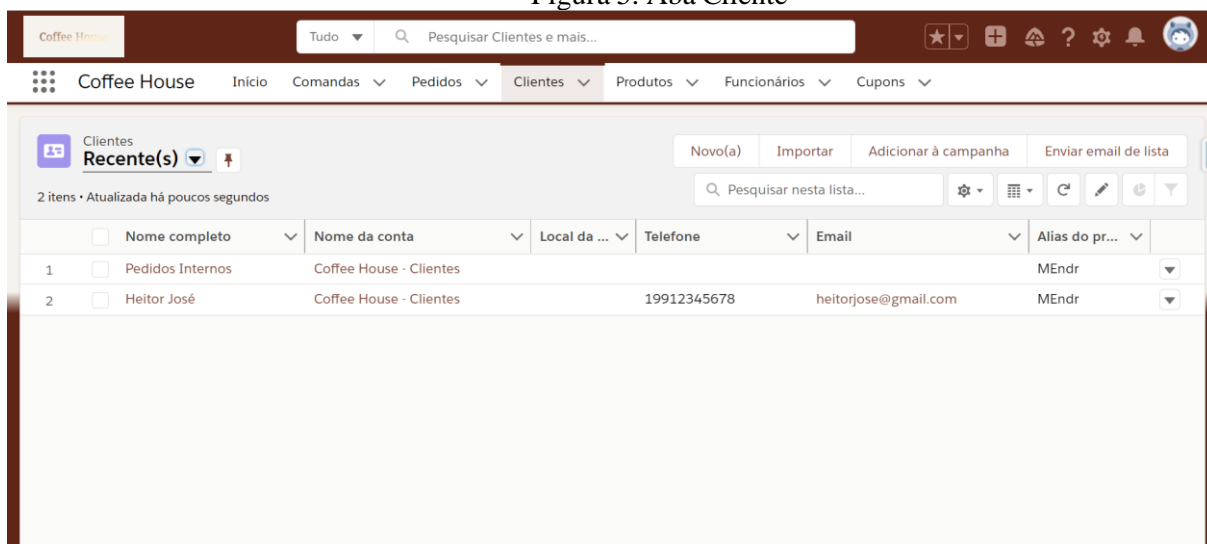 Figura 3: Aba Cliente
Coffee House
Tudo
Pesquisar Clientes e mais...
Coffee House
Início
Comandas
Pedidos
Clientes
Produtos
Funcionários
Cupons
Clientes
Recente(s)
Novo(a)
Importar
Adicionar à campanha
Enviar email de lista
2 itens • Atualizada há poucos segundos
Pesquisar nesta lista...
Nome completo
Nome da conta
Local da ...
Telefone
Email
Alias do pr...
1 Pedidos Internos Coffee House - Clientes MEndr
2 Heitor José Coffee House - Clientes 19912345678 heitorjose@gmail.com MEndr